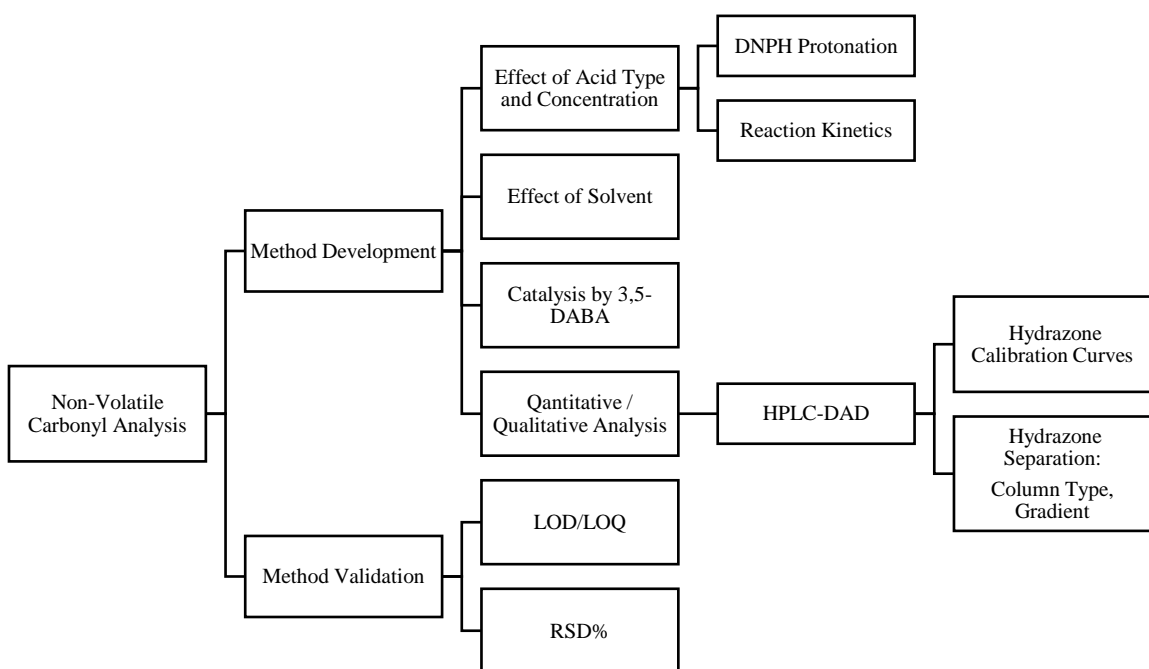 DNPH Protonation
Effect of Acid Type
and Concentration
Reaction Kinetics
Effect of Solvent
Method Development
Catalysis by 3,5-
DABA
Hydrazone
Calibration Curves
Non-Volatile
Carbonyl Analysis
Qantitative /
Qualitative Analysis
HPLC-DAD
Hydrazone
Separation:
Column Type,
Gradient
LOD/LOQ
Method Validation
RSD%